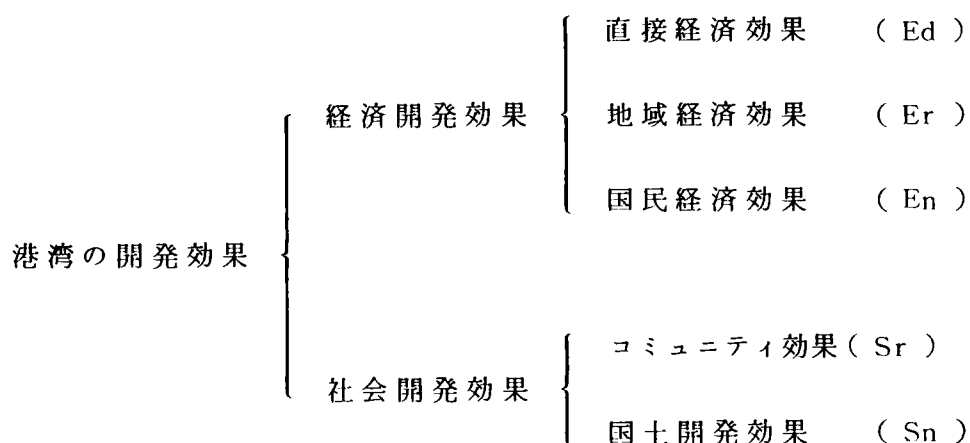 直接経済効果 ( Ed )
経済開発効果 地域経済効果 ( Er )
国民経済効果 ( En )
港湾の開発効果
コミュニティ効果 ( Sr )
社会開発効果
国土開発効果 ( Sn )